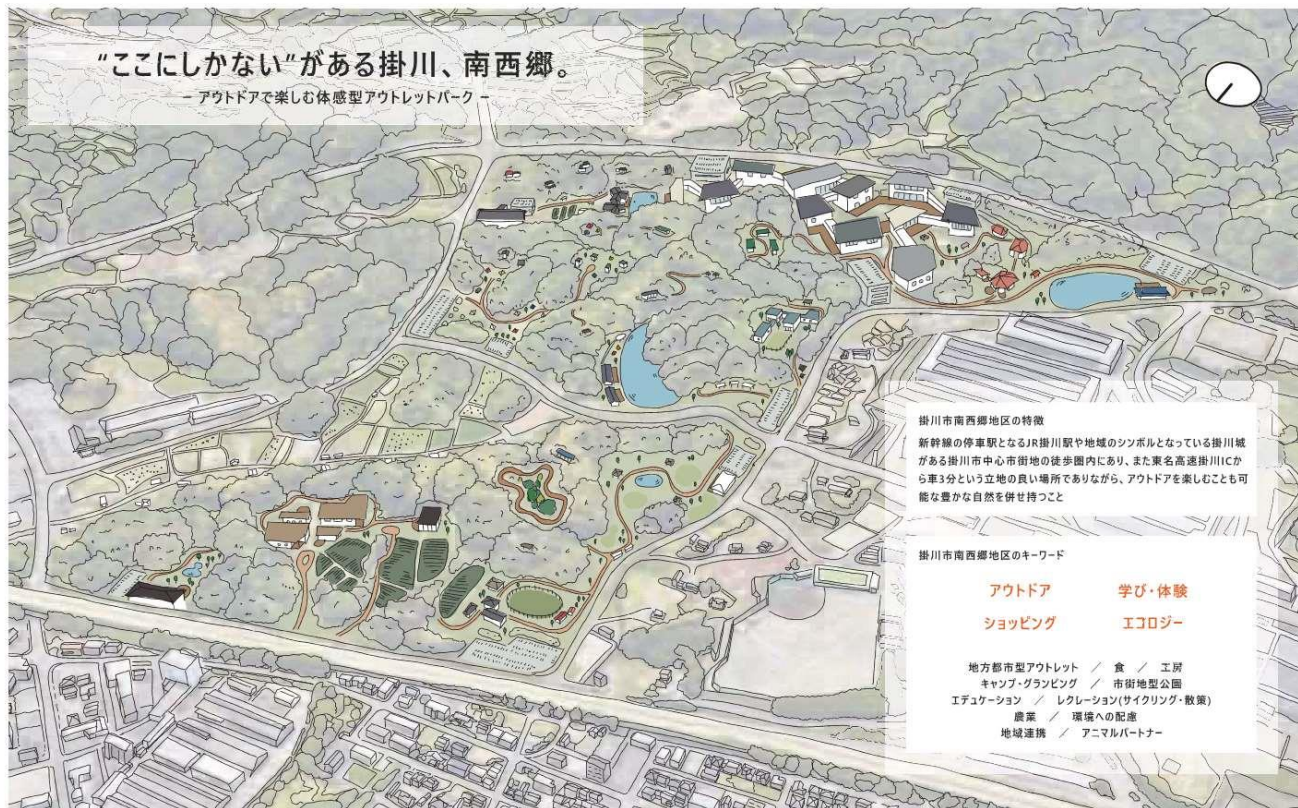 “ここにしかない”がある掛川、南西郷。
– アウトドアで楽しむ体感型アウトレットパーク –
掛川市南西郷地区の特徴
新幹線の停車駅となるJR掛川駅や地域のシンボルとなっている掛川城
がある掛川市中心市街地の徒歩圏内にあり、また東名高速掛川ICか
ら車3分という立地の良い場所でありながら、アウトドアを楽しむことも可
能な豊かな自然を併せ持つこと
掛川市南西郷地区のキーワード
アウトドア 学び・体験
ショッピング エコロジー
地方都市型アウトレット ／ 食 ／ 工房
キャンプ・グランピング ／ 市街地型公園
エデュケーション ／ レクレーション(サイクリング・散策)
農業 ／ 環境への配慮
地域連携 ／ アニマルパートナー